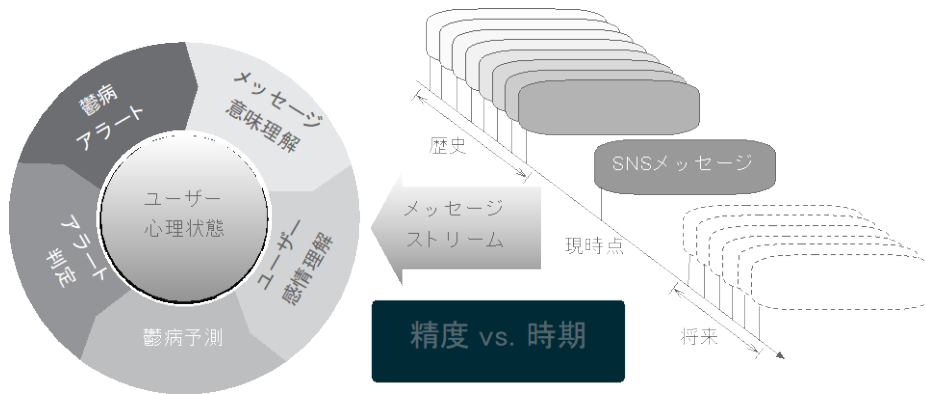 鬱病
アラート
メッセージ
意味理解
ユーザー
心理状態
アラート
判定
ユーザー
感情理解
鬱病予測
歴史
SNSメッセージ
メッセージ
ストリーム
現時点
精度 vs. 時期
将来